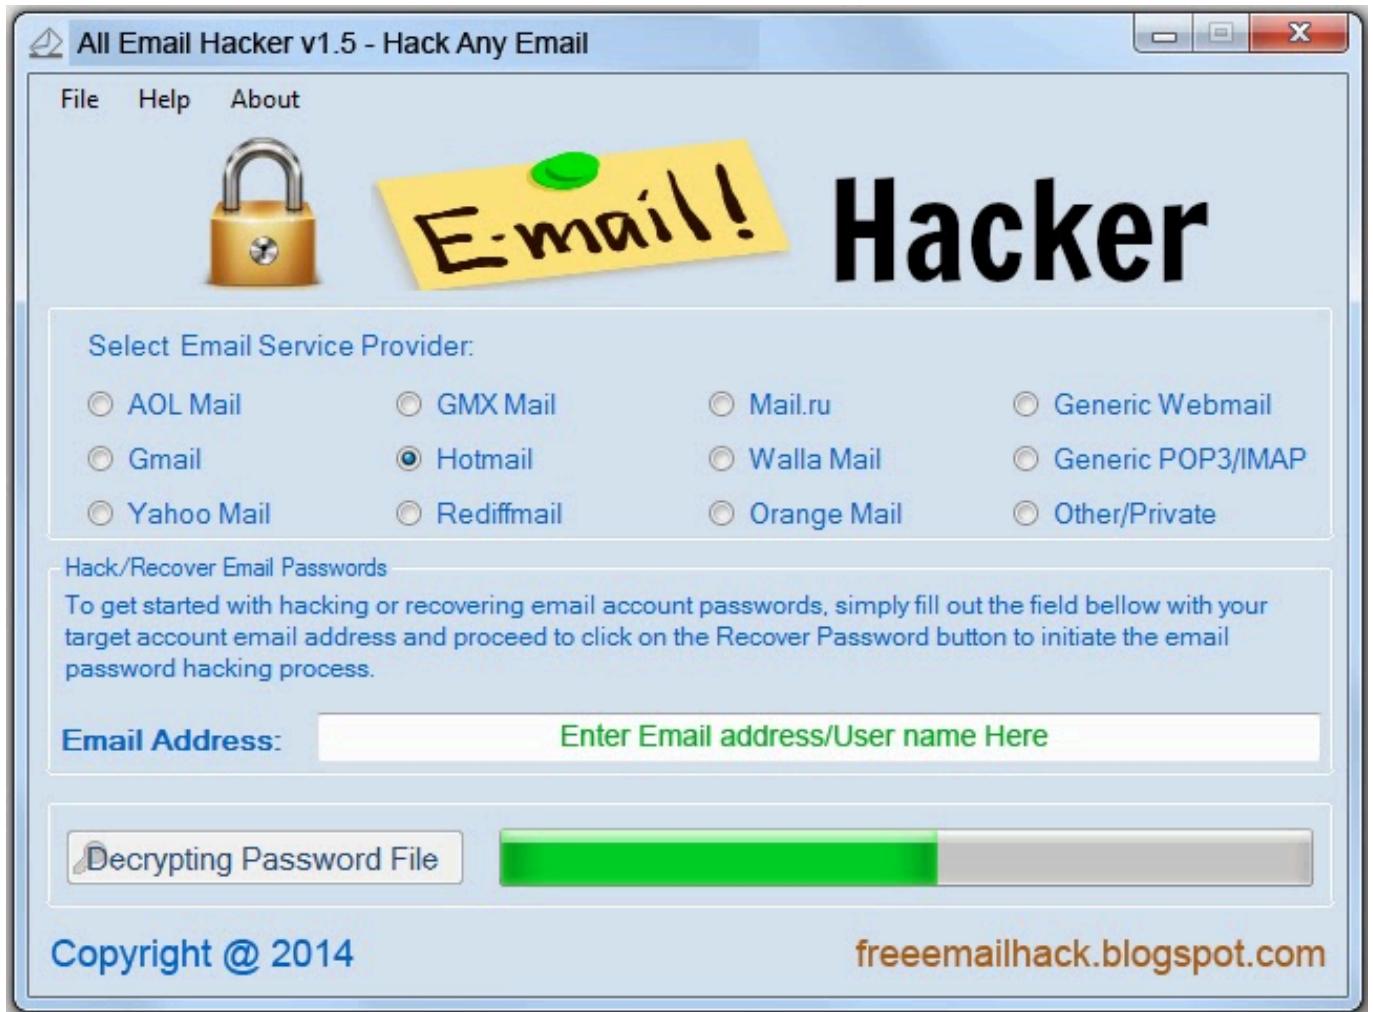 All Email Hacker v1.5 - Hack Any Email
File Help About
E-mail! Hacker
Select Email Service Provider:
AOL Mail GMX Mail Mail.ru Generic Webmail
Gmail Hotmail Walla Mail Generic POP3/IMAP
Yahoo Mail Rediffmail Orange Mail Other/Private
Hack/Recover Email Passwords
To get started with hacking or recovering email account passwords, simply fill out the field bellow with your
target account email address and proceed to click on the Recover Password button to initiate the email
password hacking process.
Email Address: Enter Email address/User name Here
Decrypting Password File
Copyright @ 2014 freeemailhack.blogspot.com